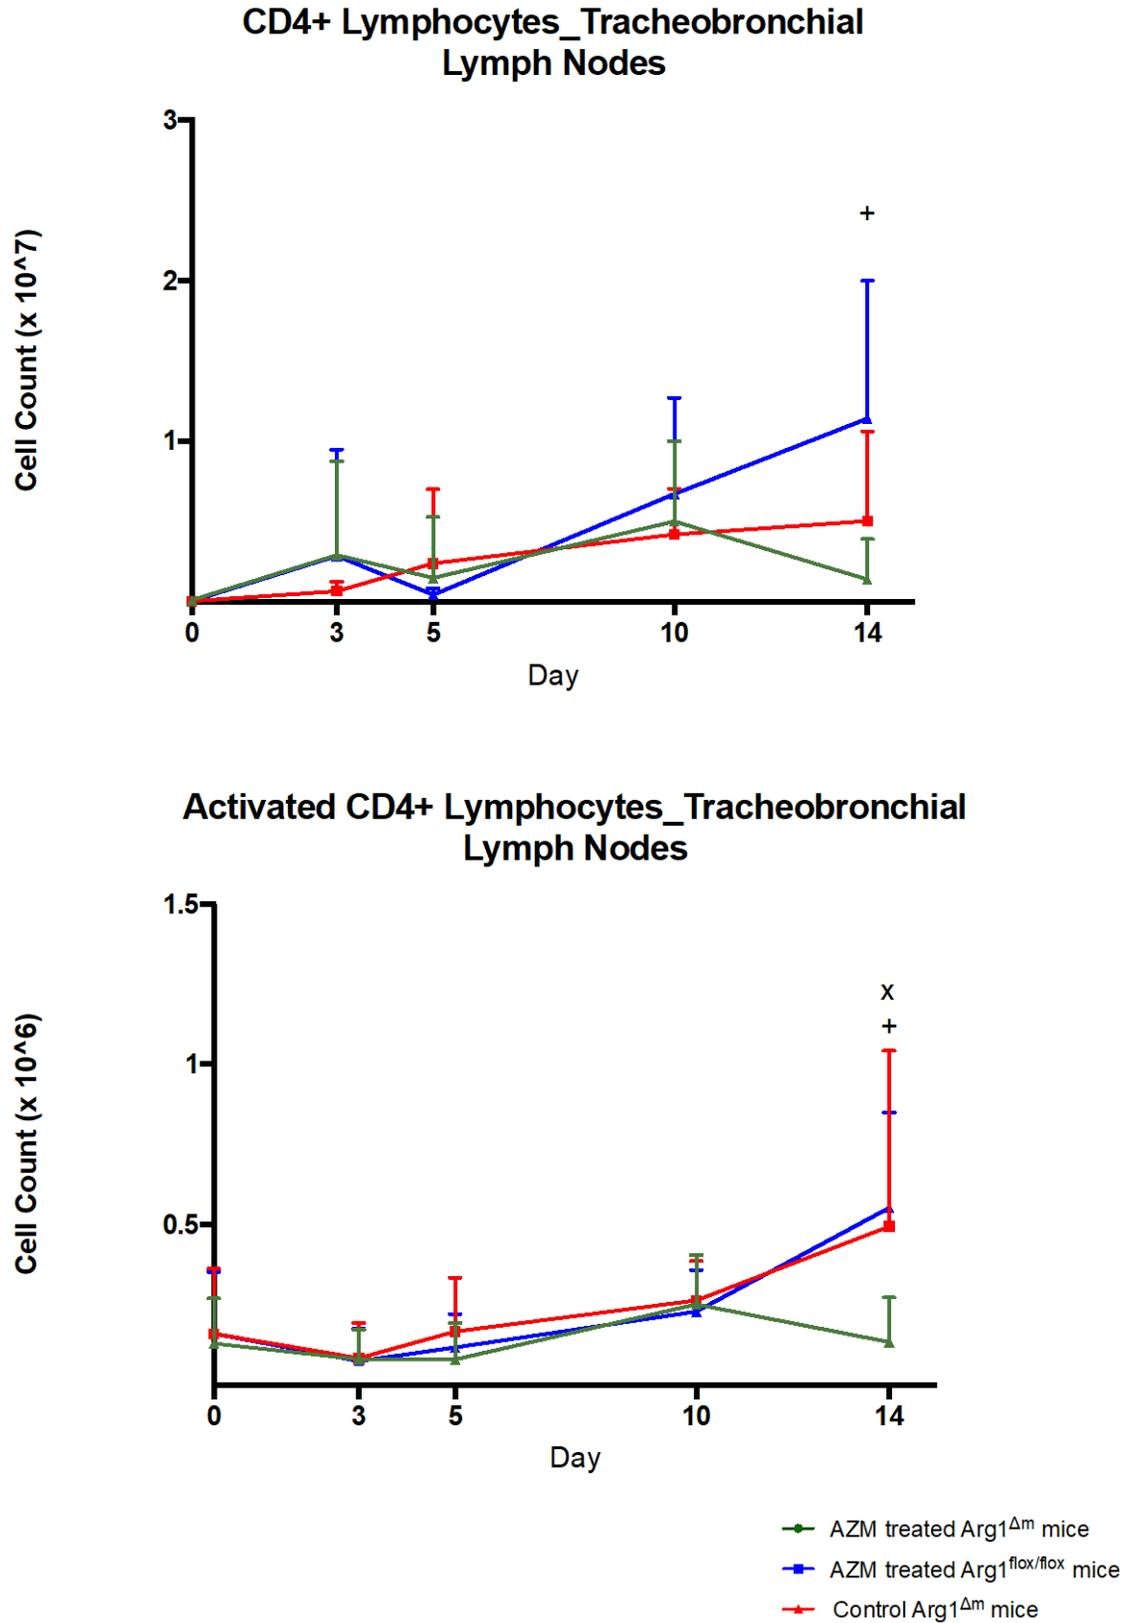 CD4+ Lymphocytes_Tracheobronchial
Lymph Nodes
Cell Count (x 10^7)
3
2
1
+
0 3 5 10 14
Day
Activated CD4+ Lymphocytes_Tracheobronchial
Lymph Nodes
Cell Count (x 10^6)
1.5
1
0.5
x
+
0 3 5 10 14
Day
AZM treated Arg1Δm mice
AZM treated Arg1flox/flox mice
Control Arg1Δm mice